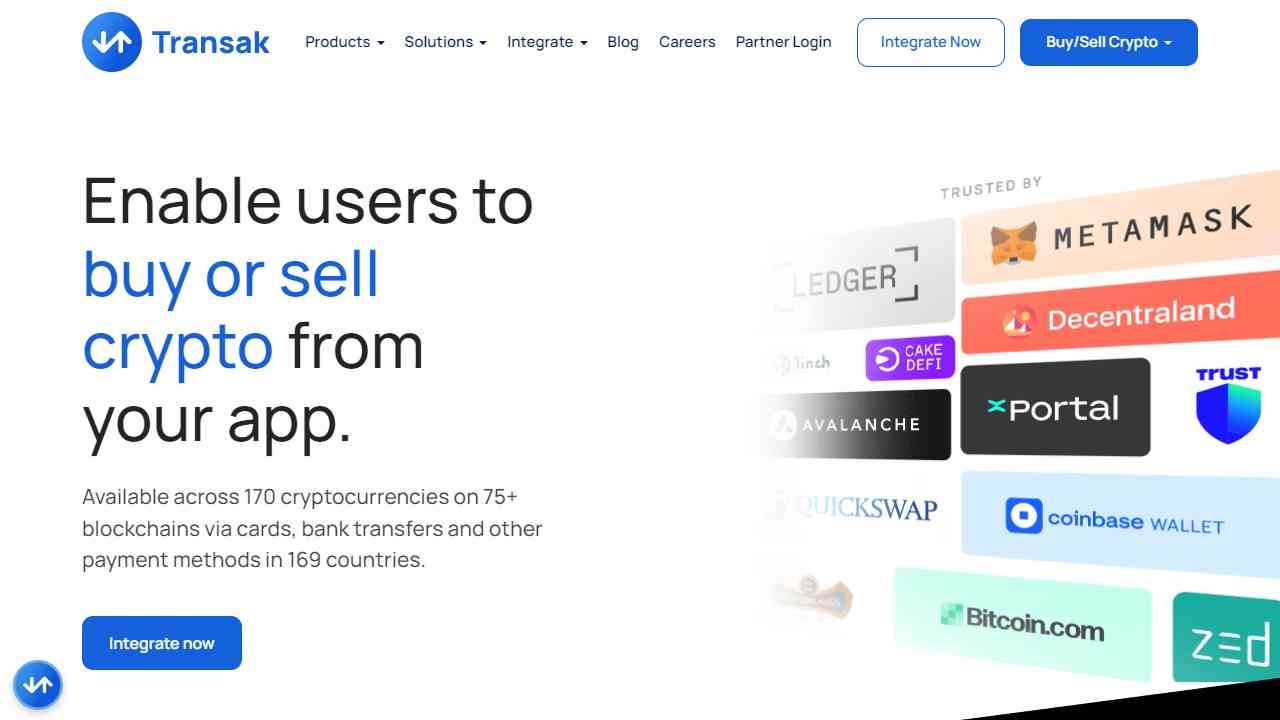 Transak
Products
Solutions
Integrate
Blog
Careers
Partner Login
Integrate Now
Buy/Sell Crypto
Enable users to
buy or sell
crypto from
your app.
Available across 170 cryptocurrencies on 75+
blockchains via cards, bank transfers and other
payment methods in 169 countries.
Integrate now
TRUSTED BY
METAMASK
LEDGER
Decentraland
1inch
CAKE
DEFI
Portal
TRUST
AVALANCHE
QUICKSWAP
coinbase WALLET
Bitcoin.com
zed